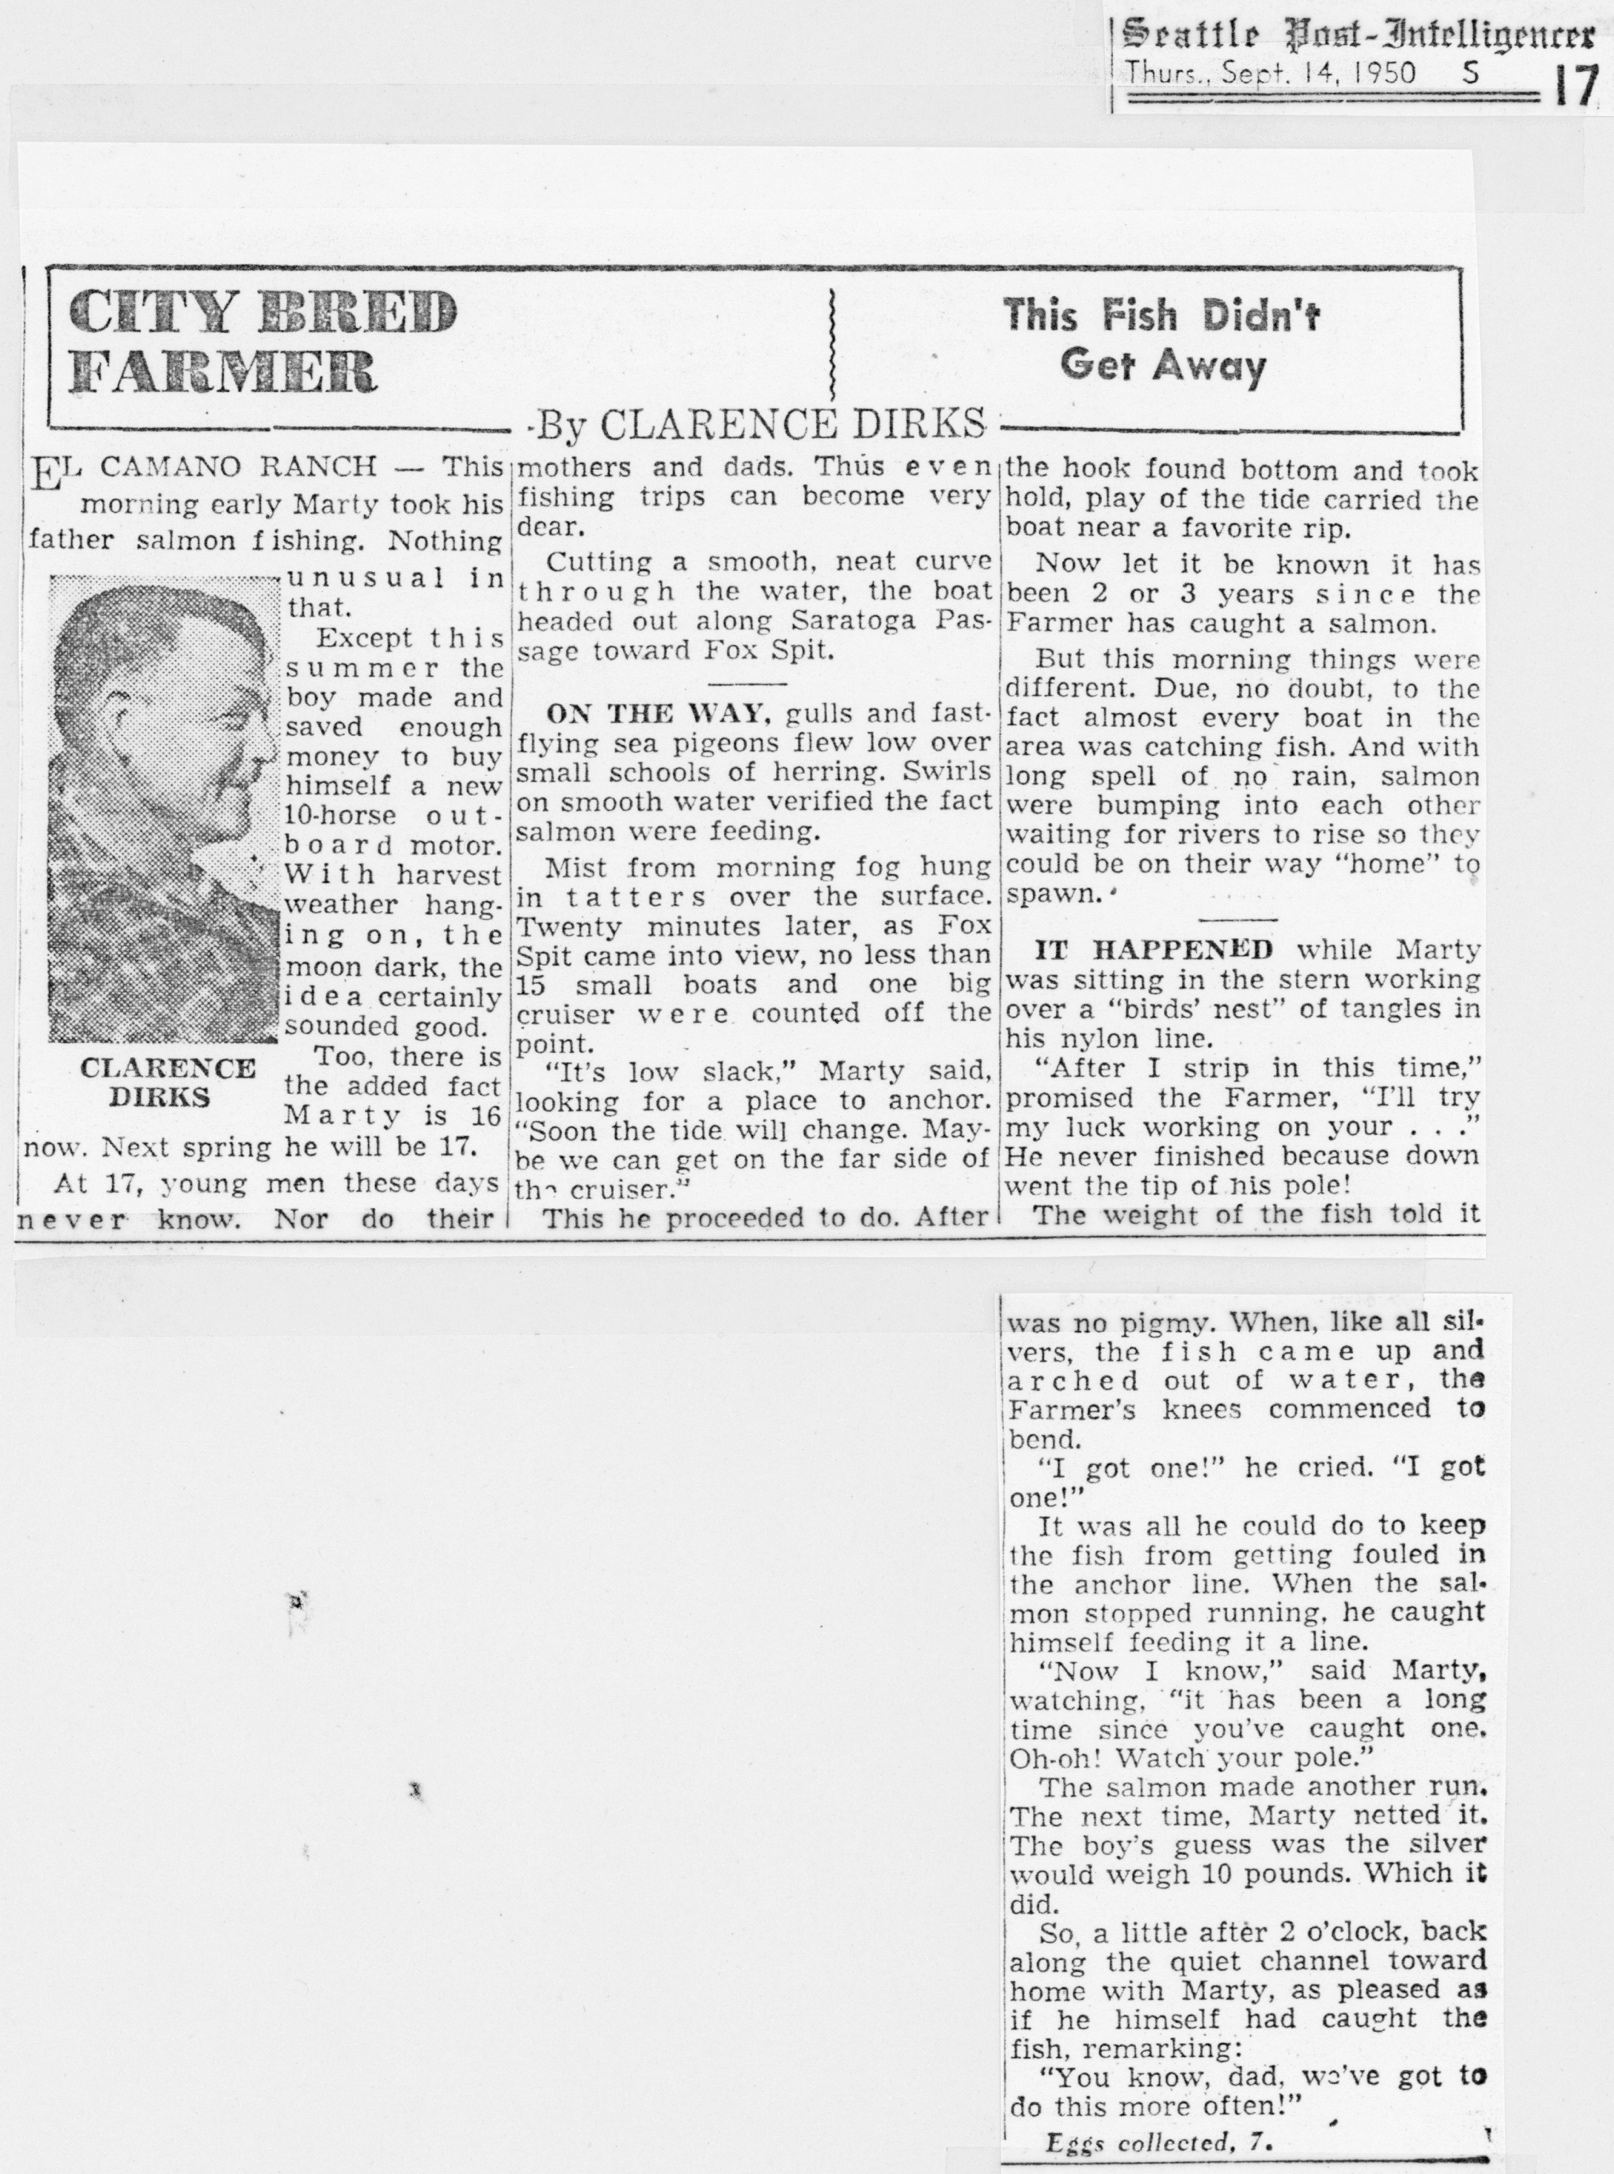 Seattle Post-Intelligencer
Thurs., Sept. 14, 1950 S 17
CITY BRED
FARMER
This Fish Didn't
Get Away
By CLARENCE DIRKS
EL CAMANO RANCH — This
morning early Marty took his
father salmon fishing. Nothing
unusual in
that.
Except this
summer the
boy made and
saved enough
money to buy
himself a new
10-horse out-
board motor.
With harvest
weather hang-
ing on, the
moon dark, the
idea certainly
sounded good.
Too, there is
the added fact
Marty is 16
CLARENCE
DIRKS
now. Next spring he will be 17.
At 17, young men these days
never know. Nor do their
mothers and dads. Thus even
fishing trips can become very
dear.
Cutting a smooth, neat curve
through the water, the boat
headed out along Saratoga Pas-
sage toward Fox Spit.
ON THE WAY, gulls and fast-
flying sea pigeons flew low over
small schools of herring. Swirls
on smooth water verified the fact
salmon were feeding.
Mist from morning fog hung
in tatters over the surface.
Twenty minutes later, as Fox
Spit came into view, no less than
15 small boats and one big
cruiser were counted off the
point.
"It's low slack," Marty said,
looking for a place to anchor.
"Soon the tide will change. May-
be we can get on the far side of
the cruiser."
This he proceeded to do. After
the hook found bottom and took
hold, play of the tide carried the
boat near a favorite rip.
Now let it be known it has
been 2 or 3 years since the
Farmer has caught a salmon.
But this morning things were
different. Due, no doubt, to the
fact almost every boat in the
area was catching fish. And with
long spell of no rain, salmon
were bumping into each other
waiting for rivers to rise so they
could be on their way "home" to
spawn.
IT HAPPENED while Marty
was sitting in the stern working
over a "birds' nest" of tangles in
his nylon line.
"After I strip in this time,"
promised the Farmer, "I'll try
my luck working on your . . ."
He never finished because down
went the tip of his pole!
The weight of the fish told it
was no pigmy. When, like all sil-
vers, the fish came up and
arched out of water, the
Farmer's knees commenced to
bend.
"I got one!" he cried. "I got
one!"
It was all he could do to keep
the fish from getting fouled in
the anchor line. When the sal-
mon stopped running, he caught
himself feeding it a line.
"Now I know," said Marty,
watching, "it has been a long
time since you've caught one.
Oh-oh! Watch your pole."
The salmon made another run.
The next time, Marty netted it.
The boy's guess was the silver
would weigh 10 pounds. Which it
did.
So, a little after 2 o'clock, back
along the quiet channel toward
home with Marty, as pleased as
if he himself had caught the
fish, remarking:
"You know, dad, we've got to
do this more often!"
Eggs collected, 7.